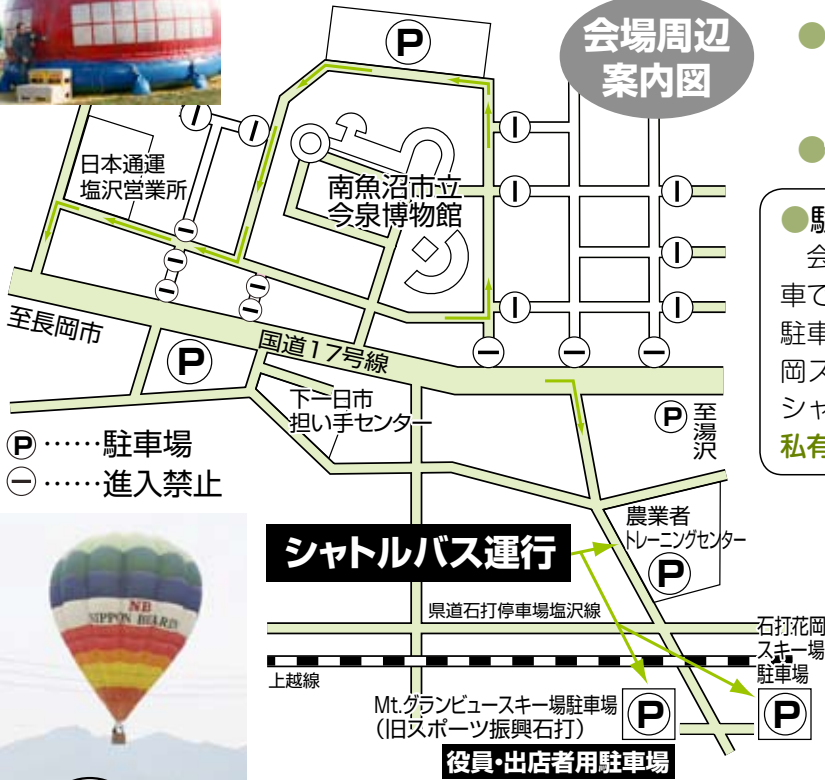 会場周辺
案内図
P
日本通運
塩沢営業所
南魚沼市立
今泉博物館
至長岡市
国道17号線
P
下一日市
担い手センター
P
至湯沢
P……駐車場
……進入禁止
●駐
会
車で
駐車
岡ス
シャ
私有
農業者
トレーニングセンター
P
シャトルバス運行
県道石打停車場塩沢線
上越線
石打花岡
スキー場
駐車場
P
Mt.グランビュースキー場駐車場
(旧スポーツ振興石打)
P
役員・出店者用駐車場
NB